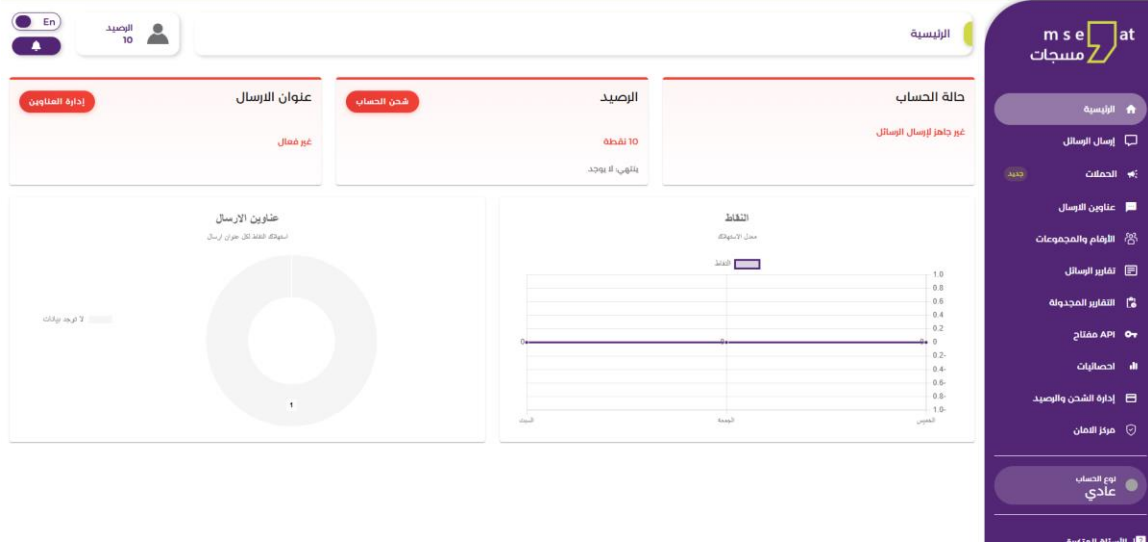 m s e g at
مسجات
الرئيسية
إرسال الرسائل
الحملات
جديد
عناوين الارسال
الأرقام والمجموعات
تقارير الرسائل
التقارير المجدولة
API مفتاح
احصائيات
إدارة الشحن والرصيد
مركز الامان
نوع الحساب
عادي
الرئيسية
الرصيد
10
En
حالة الحساب
غير جاهز لإرسال الرسائل
الرصيد
شحن الحساب
10 نقطة
ينتهي: لا يوجد
عنوان الارسال
إدارة العناوين
غير فعال
النقاط
معدل الاستهلاك
النقاط
1.0
0.8
0.6
0.4
0.2
0
0.2-
0.4-
0.6-
0.8-
1.0-
0
0
0
الخميس
الجمعة
السبت
عناوين الارسال
استهلاك النقاط لكل عنوان ارسال
لا توجد بيانات
1